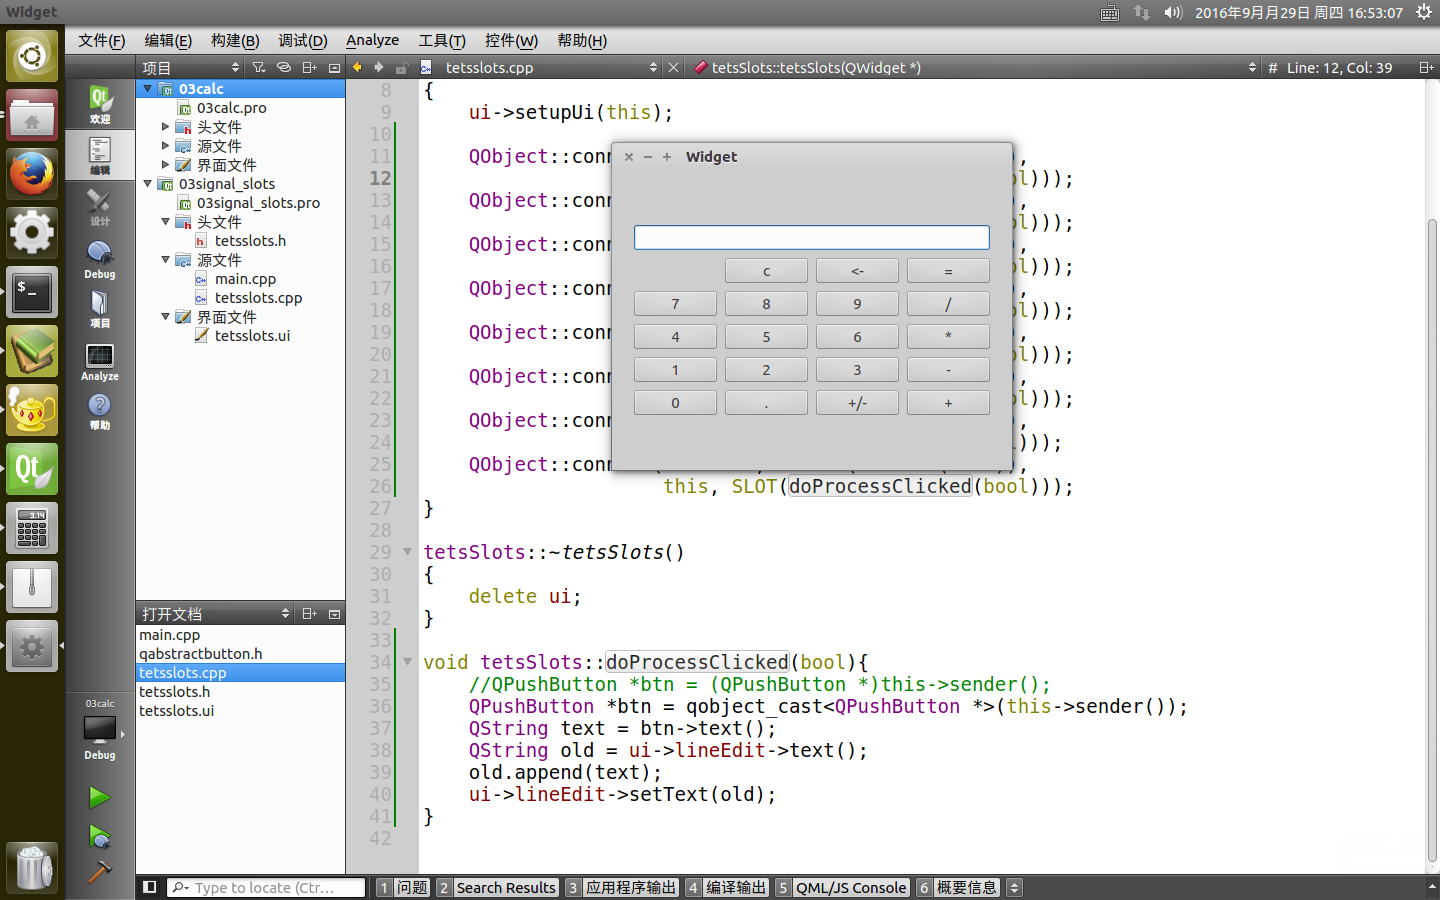 Widget
2016年9月月29日 周四 16:53:07
文件(F) 编辑(E) 构建(B) 调试(D) Analyze 工具(T) 控件(W) 帮助(H)
项目
tetsslots.cpp
tetsSlots::tetsSlots(QWidget *)
# Line: 12, Col: 39
欢迎
编辑
设计
Debug
项目
Analyze
帮助
03calc
Debug
03calc
03calc.pro
头文件
源文件
界面文件
03signal_slots
03signal_slots.pro
头文件
tetsslots.h
源文件
main.cpp
tetsslots.cpp
界面文件
tetsslots.ui
打开文档
main.cpp
qabstractbutton.h
tetsslots.cpp
tetsslots.h
tetsslots.ui
8 {
9 ui->setupUi(this);
10
11 QObject::conn ,
12 ol)));
13 QObject::conn ,
14 ol)));
15 QObject::conn ,
16 ol)));
17 QObject::conn ,
18 ol)));
19 QObject::conn ,
20 ol)));
21 QObject::conn ,
22 ol)));
23 QObject::conn ,
24 )));
25 QObject::conn ,
26 this, SLOT(doProcessClicked(bool)));
27 }
28
29 tetsSlots::~tetsSlots()
30 {
31 delete ui;
32 }
33
34 void tetsSlots::doProcessClicked(bool){
35 //QPushButton *btn = (QPushButton *)this->sender();
36 QPushButton *btn = qobject_cast<QPushButton *>(this->sender());
37 QString text = btn->text();
38 QString old = ui->lineEdit->text();
39 old.append(text);
40 ui->lineEdit->setText(old);
41 }
42
Widget
c <- =
7 8 9 /
4 5 6 *
1 2 3 -
0 . +/- +
Type to locate (Ctr...
1 问题 2 Search Results 3 应用程序输出 4 编译输出 5 QML/JS Console 6 概要信息